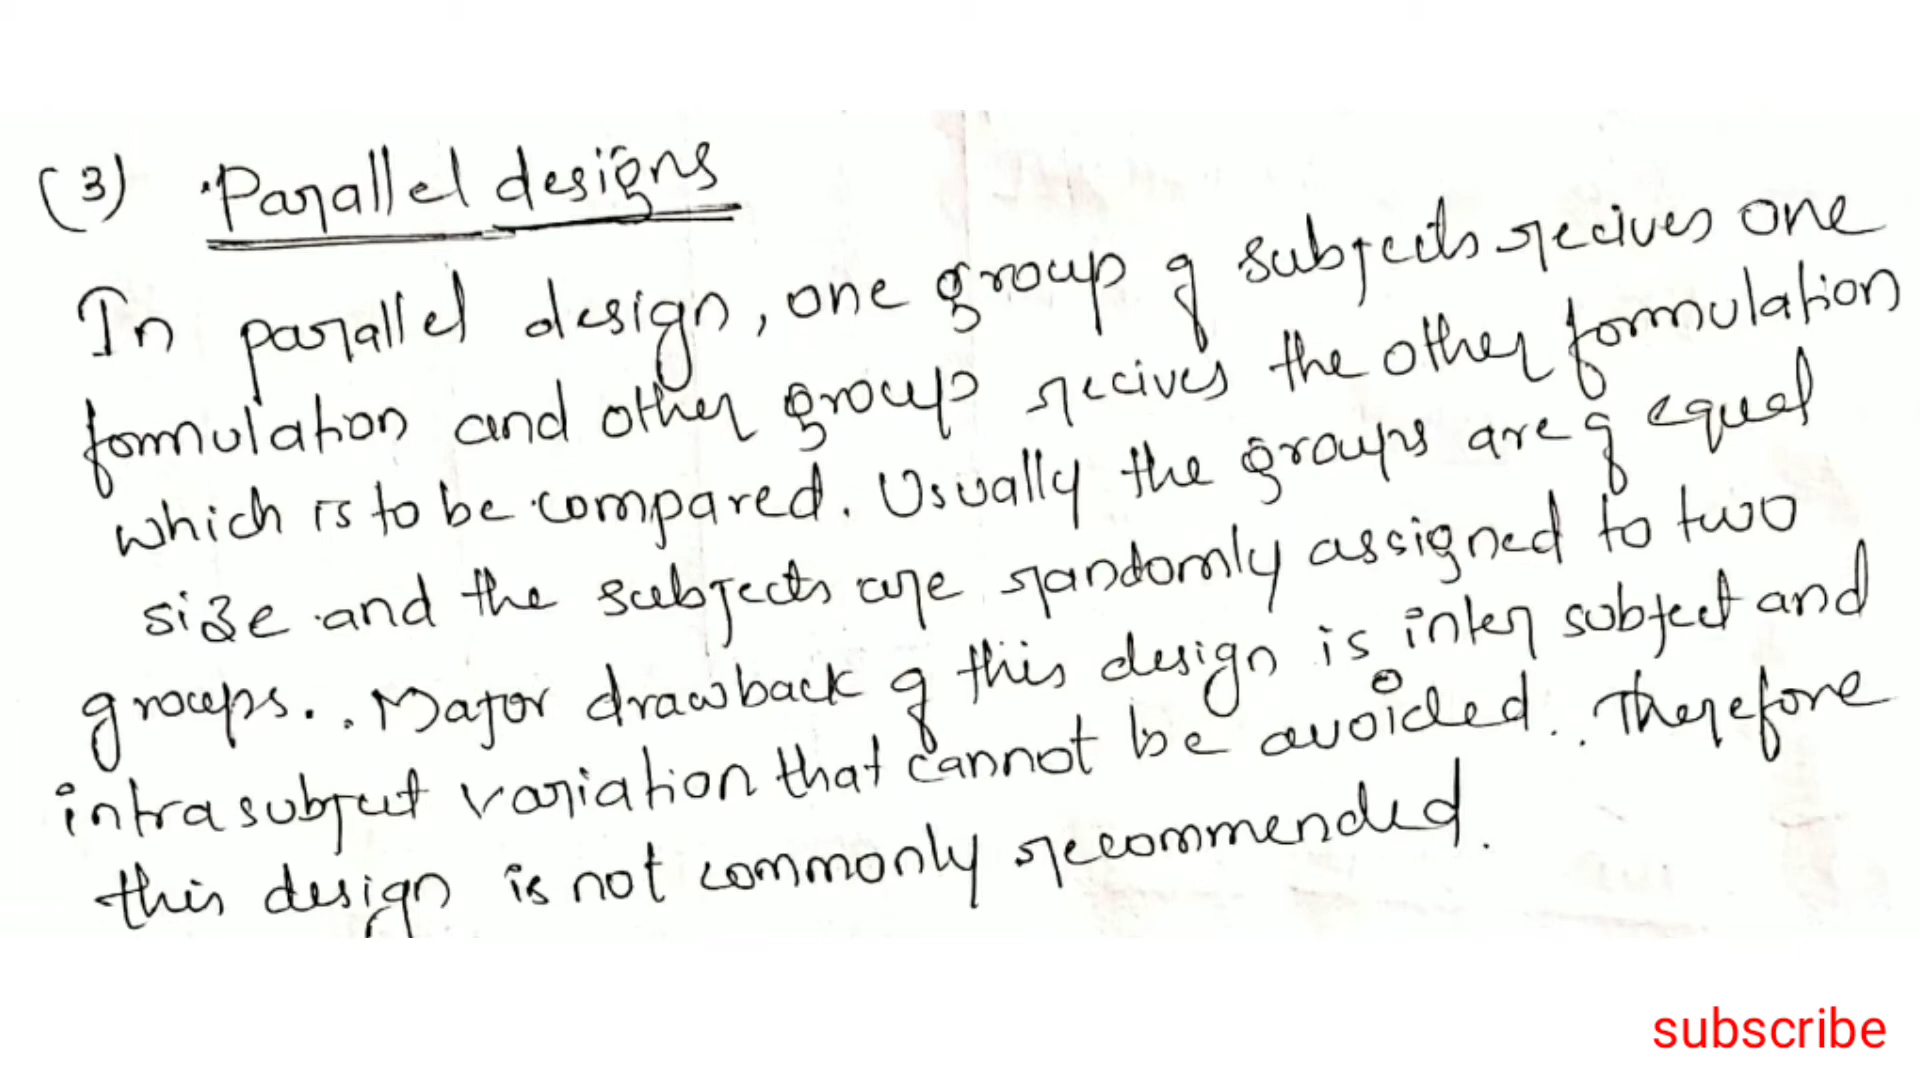 (3) Parallel designs
In parallel design, one group of subjects recives one
formulation and other group recives the other formulation
which is to be compared. Usually the groups are of equal
size and the subjects are randomly assigned to two
groups. Major drawback of this design is inter subject and
intrasubject variation that cannot be avoided. Therefore
this design is not commonly recommended.
subscribe